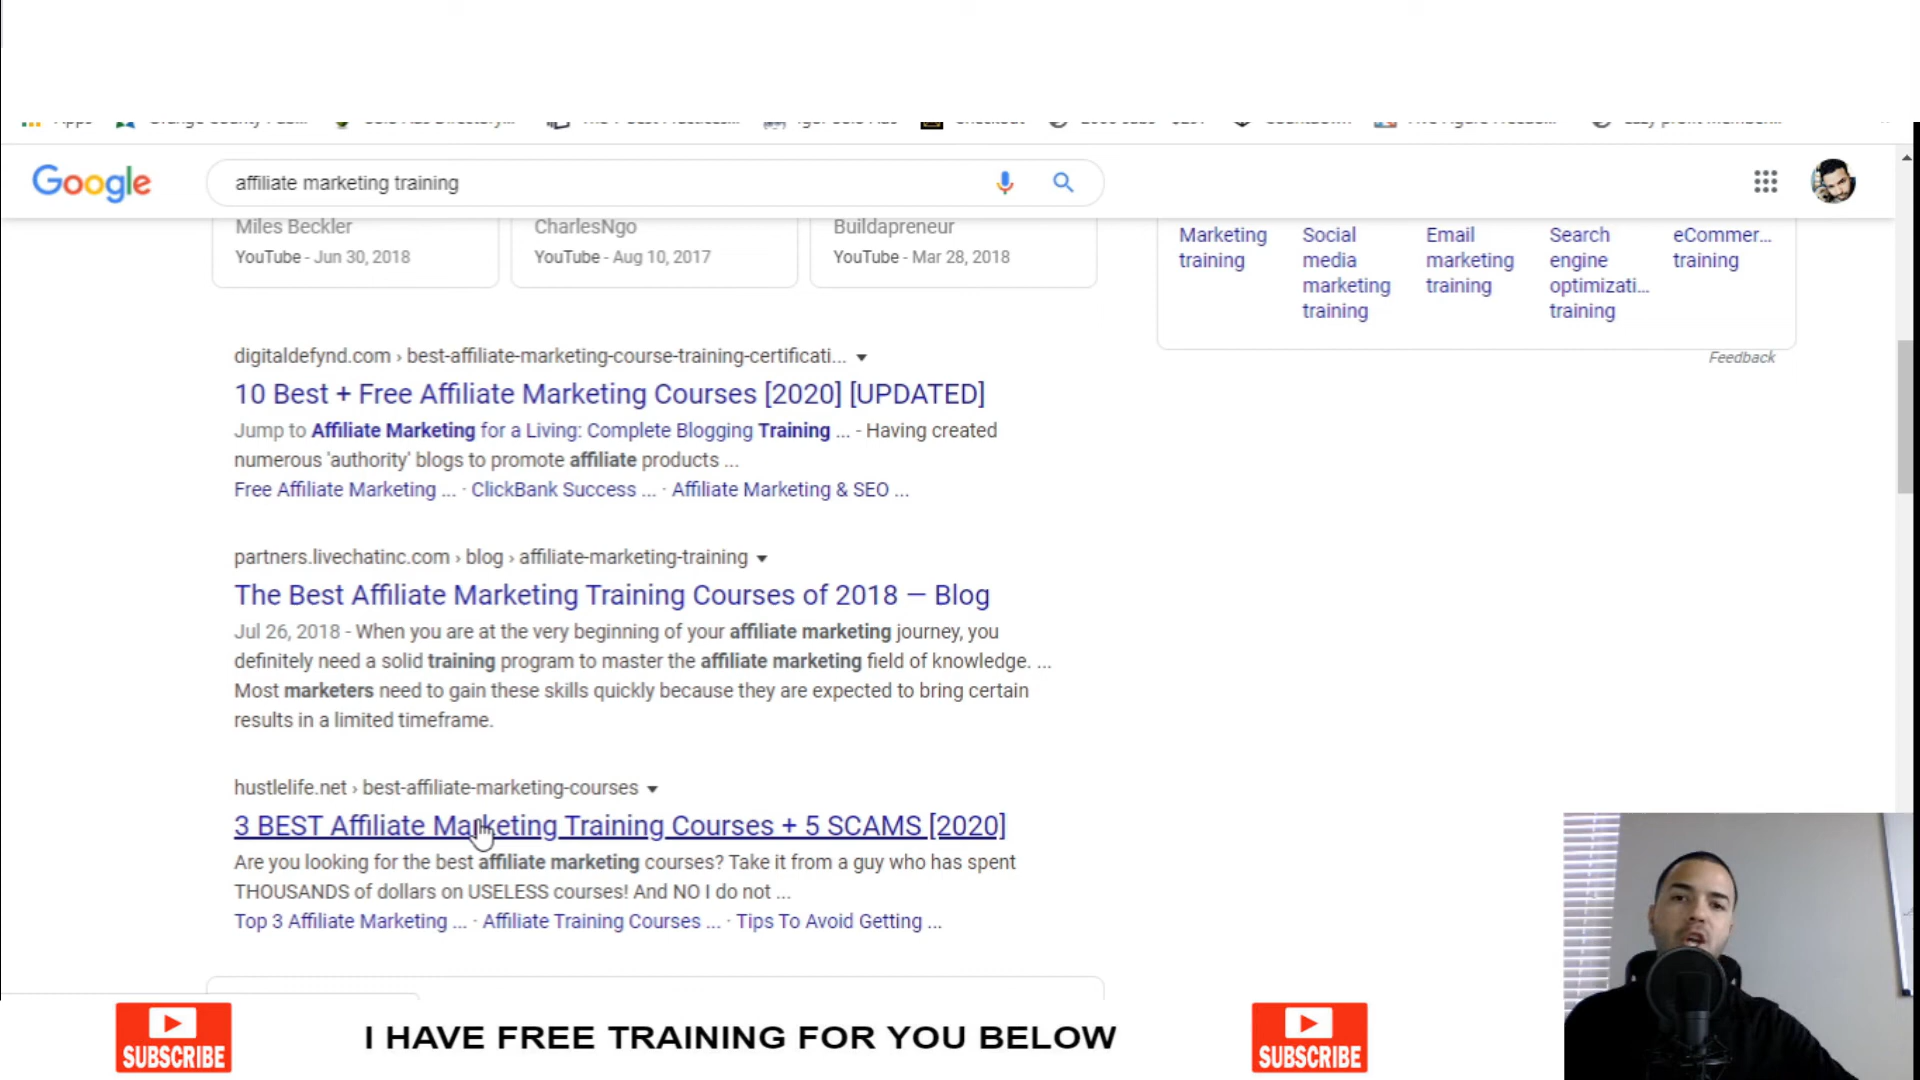 Google
affiliate marketing training
Miles Beckler
YouTube - Jun 30, 2018
CharlesNgo
YouTube - Aug 10, 2017
Buildapreneur
YouTube - Mar 28, 2018
Marketing
training
Social
media
marketing
training
Email
marketing
training
Search
engine
optimizati...
training
eCommer...
training
Feedback
digitaldefynd.com › best-affiliate-marketing-course-training-certificati...
10 Best + Free Affiliate Marketing Courses [2020] [UPDATED]
Jump to Affiliate Marketing for a Living: Complete Blogging Training ... - Having created
numerous 'authority' blogs to promote affiliate products ...
Free Affiliate Marketing ... · ClickBank Success ... · Affiliate Marketing & SEO ...
partners.livechatinc.com › blog › affiliate-marketing-training
The Best Affiliate Marketing Training Courses of 2018 — Blog
Jul 26, 2018 - When you are at the very beginning of your affiliate marketing journey, you
definitely need a solid training program to master the affiliate marketing field of knowledge. ...
Most marketers need to gain these skills quickly because they are expected to bring certain
results in a limited timeframe.
hustlelife.net › best-affiliate-marketing-courses
3 BEST Affiliate Marketing Training Courses + 5 SCAMS [2020]
Are you looking for the best affiliate marketing courses? Take it from a guy who has spent
THOUSANDS of dollars on USELESS courses! And NO I do not ...
Top 3 Affiliate Marketing ... · Affiliate Training Courses ... · Tips To Avoid Getting ...
SUBSCRIBE
I HAVE FREE TRAINING FOR YOU BELOW
SUBSCRIBE